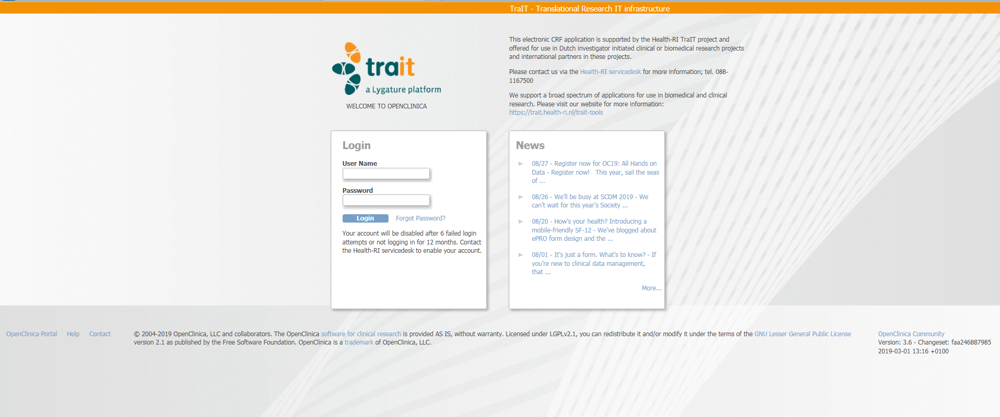 TraIT - Translational Research IT infrastructure
trait
a Lygature platform
WELCOME TO OPENCLINICA
This electronic CRF application is supported by the Health-RI TraIT project and
offered for use in Dutch investigator initiated clinical or biomedical research projects
and international partners in these projects.
Please contact us via the Health-RI servicedesk for more information; tel. 088-
1167500
We support a broad spectrum of applications for use in biomedical and clinical
research. Please visit our website for more information:
https://trait.health-ri.nl/trait-tools
Login
User Name
Password
Login Forgot Password?
Your account will be disabled after 6 failed login
attempts or not logging in for 12 months. Contact
the Health-RI servicedesk to enable your account.
News
08/27 - Register now for OC19: All Hands on
Data - Register now!   This year, sail the seas
of ...
08/26 - We’ll be busy at SCDM 2019 - We
can’t wait for this year’s Society ...
08/20 - How’s your health? Introducing a
mobile-friendly SF-12 - We’ve blogged about
ePRO form design and the ...
08/01 - It’s just a form. What’s to know? - If
you’re new to clinical data management,
that ...
More...
OpenClinica Portal Help Contact
© 2004-2019 OpenClinica, LLC and collaborators. The OpenClinica software for clinical research is provided AS IS, without warranty. Licensed under LGPLv2.1, you can redistribute it and/or modify it under the terms of the GNU Lesser General Public License
version 2.1 as published by the Free Software Foundation. OpenClinica is a trademark of OpenClinica, LLC.
OpenClinica Community
Version: 3.6 - Changeset: faa246887985
2019-03-01 13:16 +0100